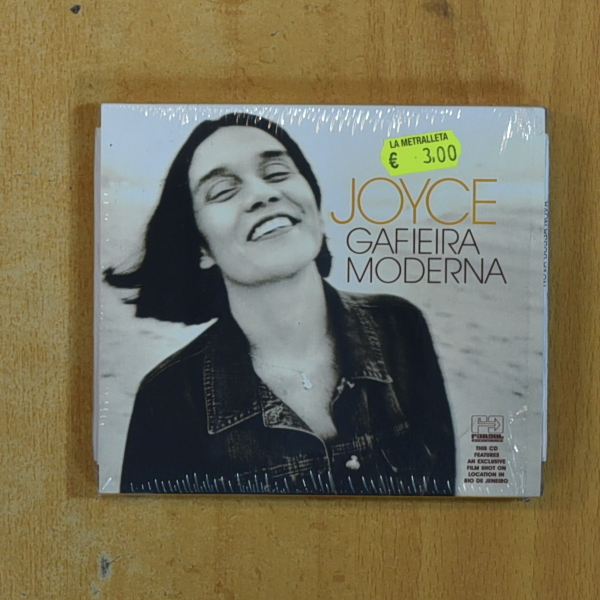 LA METRALLETA
€ 3.00
JOYCE
GAFIEIRA
MODERNA
THIS CD
FEATURES
AN EXCLUSIVE
FILM SHOT ON
LOCATION IN
RIO DE JANEIRO